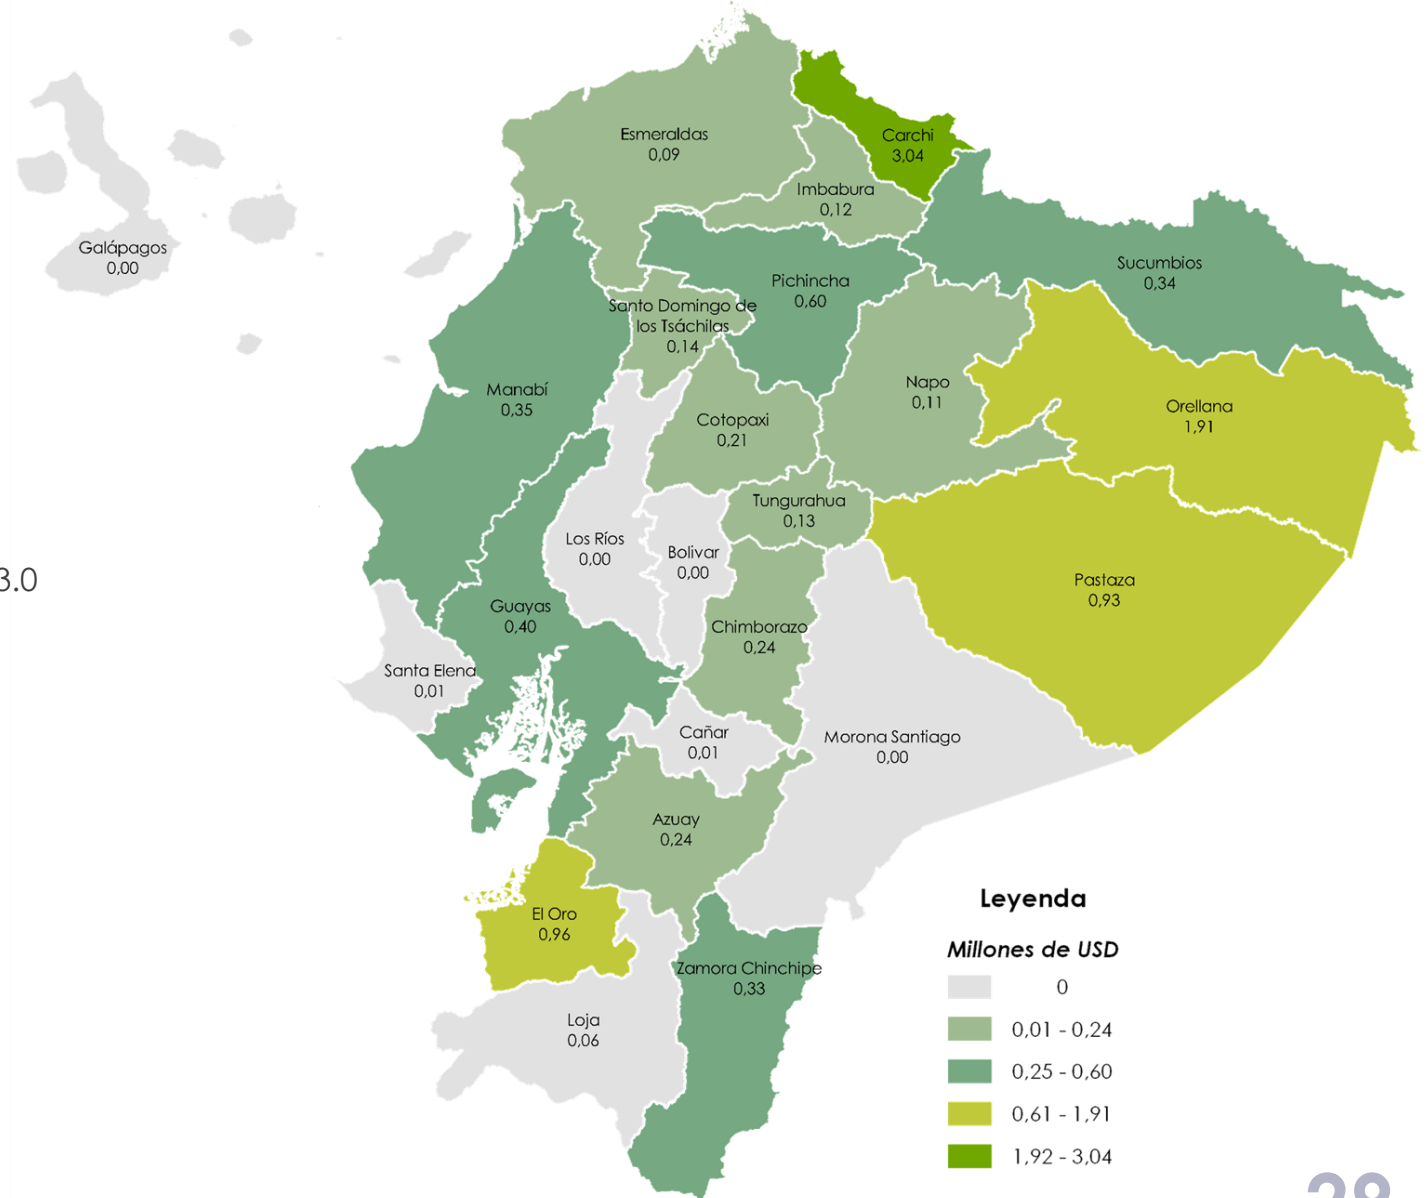 Esmeraldas
0,09
Carchi
3,04
Imbabura
0,12
Galápagos
0,00
Sucumbios
0,34
Pichincha
0,60
Santo Domingo de
los Tsáchilas
0,14
Manabí
0,35
Napo
0,11
Orellana
1,91
Cotopaxi
0,21
Tungurahua
0,13
Los Ríos
0,00
Bolivar
0,00
3.0
Pastaza
0,93
Guayas
0,40
Chimborazo
0,24
Santa Elena
0,01
Cañar
0,01
Morona Santiago
0,00
Azuay
0,24
El Oro
0,96
Zamora Chinchipe
0,33
Loja
0,06
Leyenda
Millones de USD
0
0,01 - 0,24
0,25 - 0,60
0,61 - 1,91
1,92 - 3,04